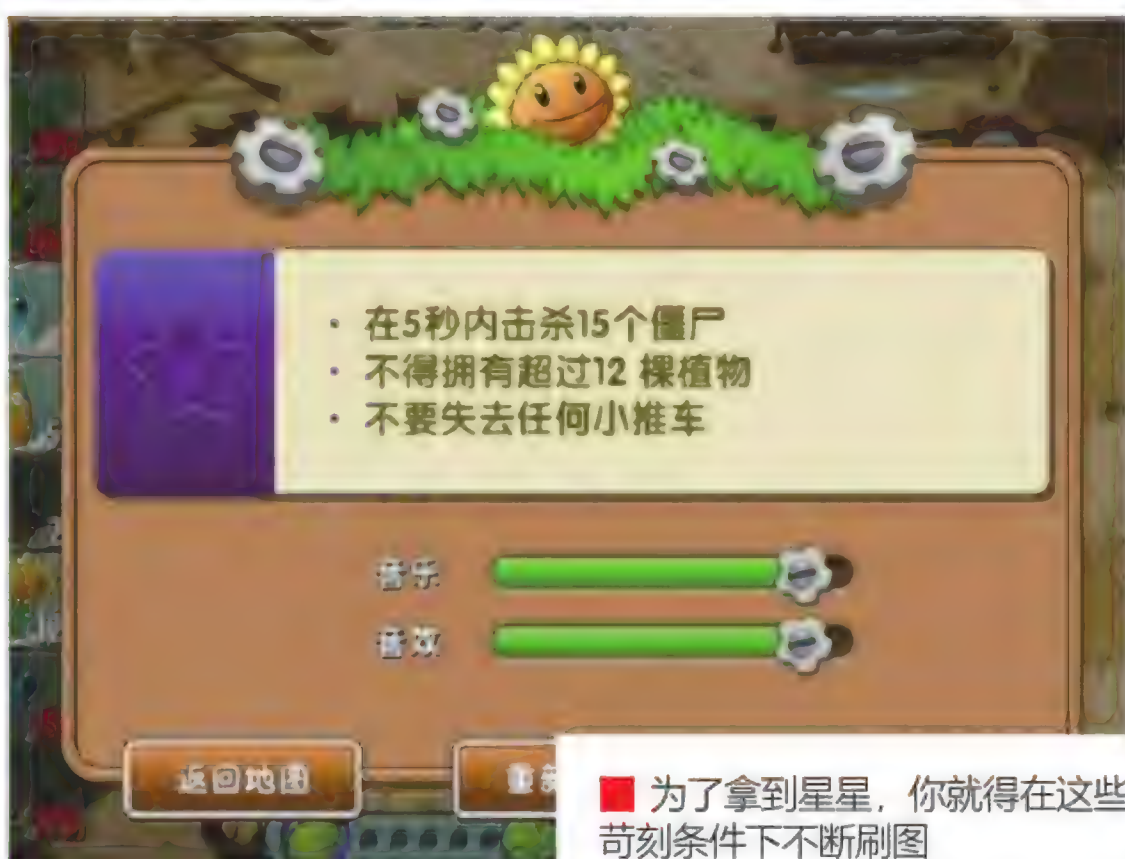 · 在5秒内击杀15个僵尸
· 不得拥有超过12 棵植物
· 不要失去任何小推车
音乐
音效
返回地图
■ 为了拿到星星，你就得在这些
苛刻条件下不断刷图